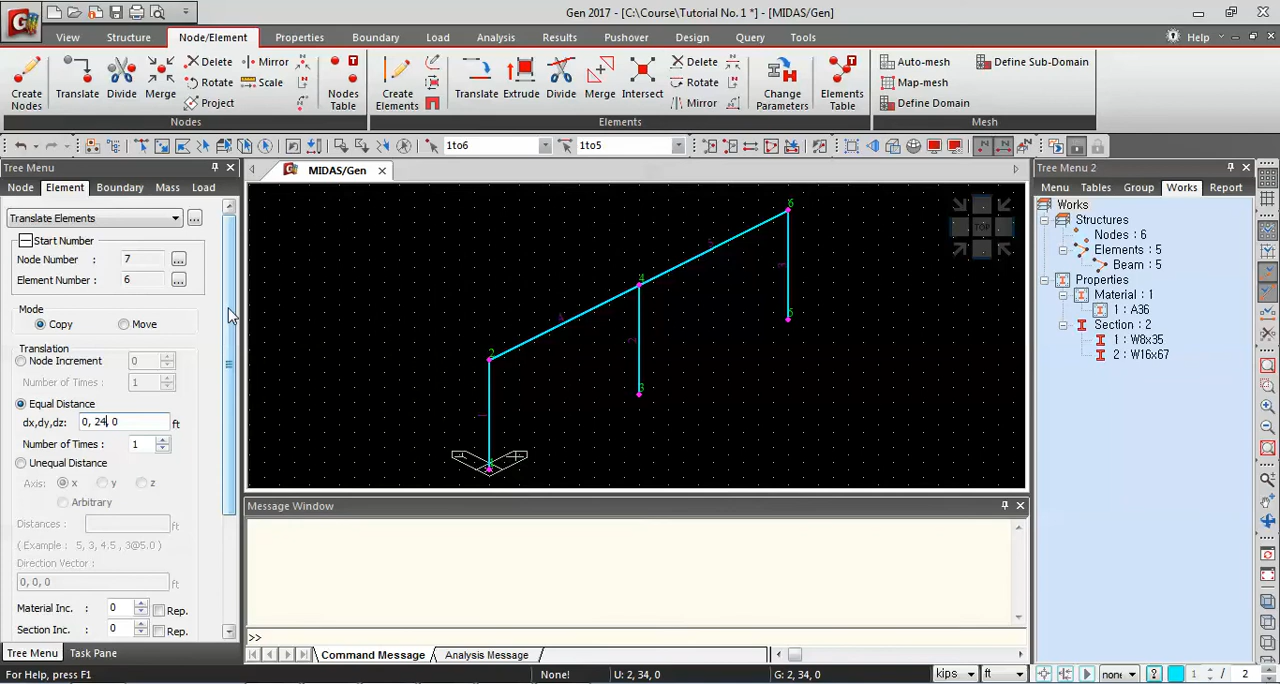 Gen 2017 - [C:\Course\Tutorial No. 1 *] - [MIDAS/Gen]
View Structure Node/Element Properties Boundary Load Analysis Results Pushover Design Query Tools Help
Create Nodes Translate Divide Merge Delete Rotate Project Mirror Scale Nodes Table
Create Elements Translate Extrude Divide Merge Intersect Delete Rotate Mirror Change Parameters Elements Table
Auto-mesh Map-mesh Define Domain Define Sub-Domain
Nodes Elements Mesh
1to6 1to5
Tree Menu
Node Element Boundary Mass Load
Translate Elements
Start Number
Node Number : 7
Element Number : 6
Mode
Copy Move
Translation
Node Increment 0
Number of Times : 1
Equal Distance
dx,dy,dz: 0, 24, 0 ft
Number of Times : 1
Unequal Distance
Axis: x y z
Arbitrary
Distances : ft
( Example : 5, 3, 4.5 , 3@5.0 )
Direction Vector :
0, 0, 0 ft
Material Inc. : 0 Rep.
Section Inc. : 0 Rep.
Tree Menu Task Pane
MIDAS/Gen
6
4
2
5
3
TOP
Message Window
>>
Command Message Analysis Message
Tree Menu 2
Menu Tables Group Works Report
Works
Structures
Nodes : 6
Elements : 5
Beam : 5
Properties
Material : 1
1 : A36
Section : 2
1 : W8x35
2 : W16x67
For Help, press F1 None! U: 2, 34, 0 G: 2, 34, 0 kips ft none 1 / 2